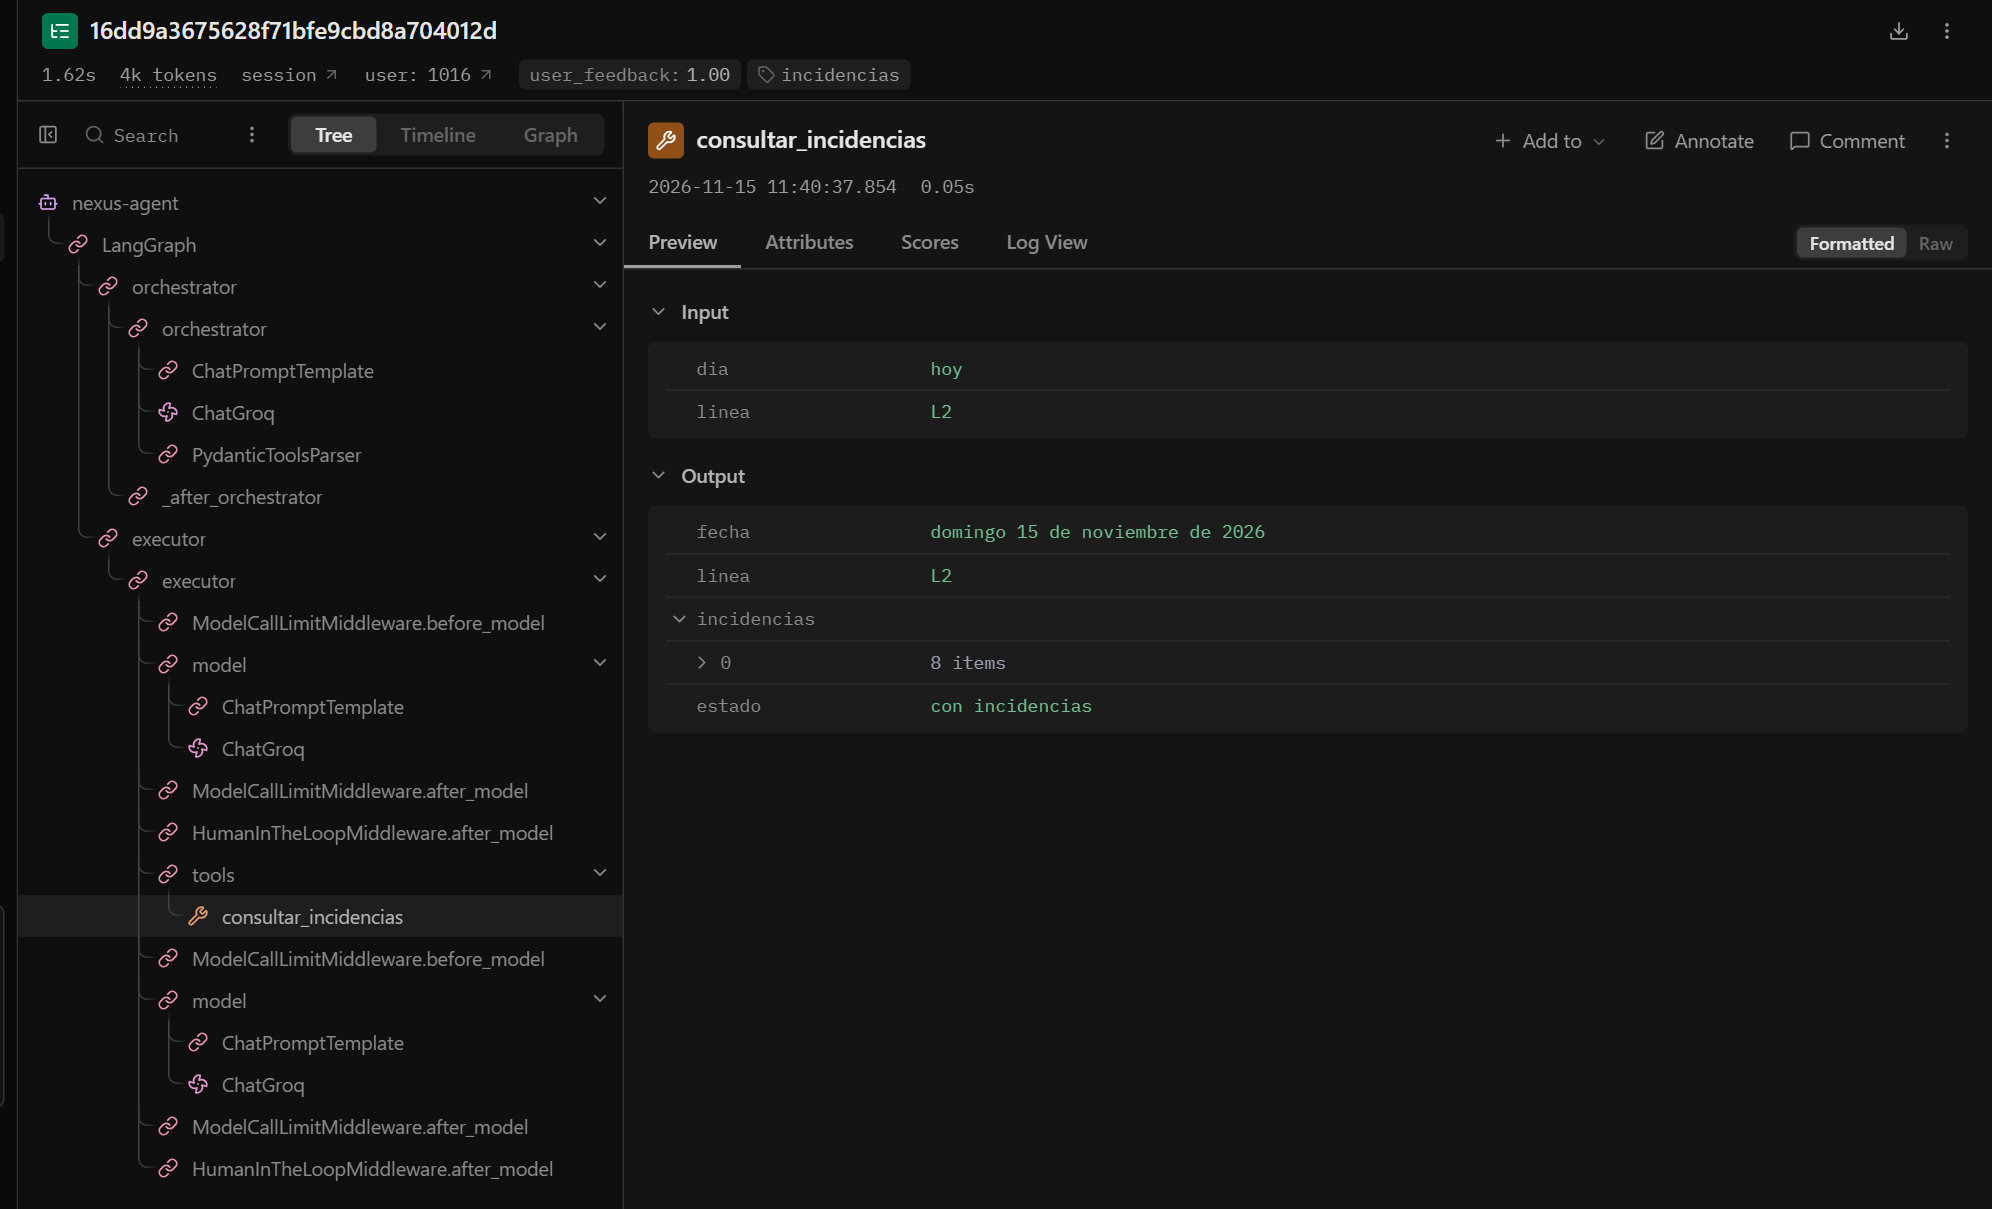 16dd9a3675628f71bfe9cbd8a704012d
1.62s 4k tokens session user: 1016 user_feedback: 1.00 incidencias
Search
Tree Timeline Graph
nexus-agent
LangGraph
orchestrator
orchestrator
ChatPromptTemplate
ChatGroq
PydanticToolsParser
_after_orchestrator
executor
executor
ModelCallLimitMiddleware.before_model
model
ChatPromptTemplate
ChatGroq
ModelCallLimitMiddleware.after_model
HumanInTheLoopMiddleware.after_model
tools
consultar_incidencias
ModelCallLimitMiddleware.before_model
model
ChatPromptTemplate
ChatGroq
ModelCallLimitMiddleware.after_model
HumanInTheLoopMiddleware.after_model
consultar_incidencias
Add to Annotate Comment
2026-11-15 11:40:37.854 0.05s
Preview Attributes Scores Log View
Formatted Raw
Input
dia hoy
linea L2
Output
fecha domingo 15 de noviembre de 2026
linea L2
incidencias
0 8 items
estado con incidencias